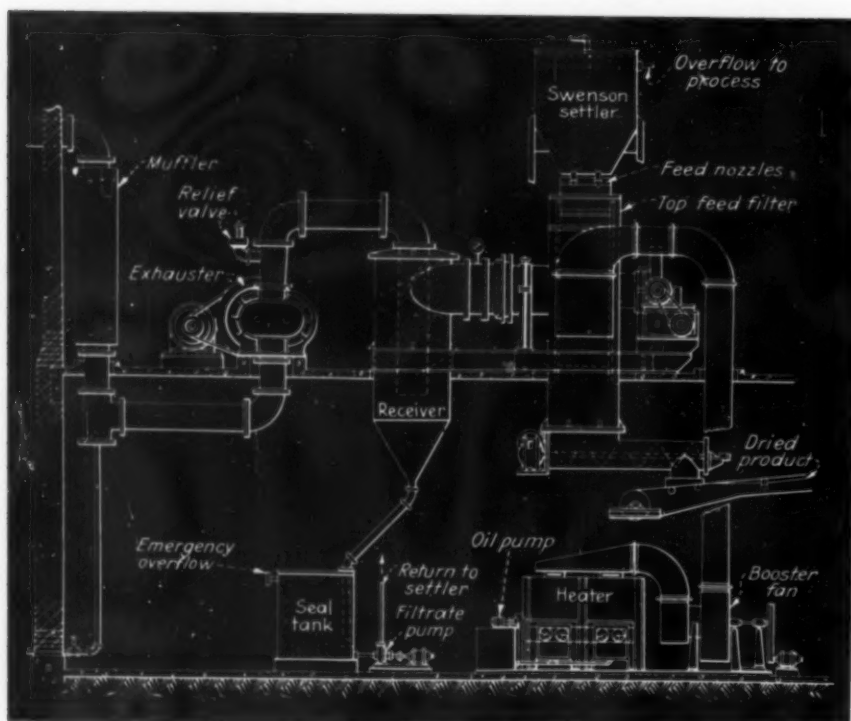 Overflow to
process
Swenson
settler
Muffler
Feed nozzles
Relief
valve
Top feed filter
Exhauster
Receiver
Dried
product
Emergency
overflow
Oil pump
Return to
settler
Heater
Booster
fan
Seal
tank
Filtrate
pump